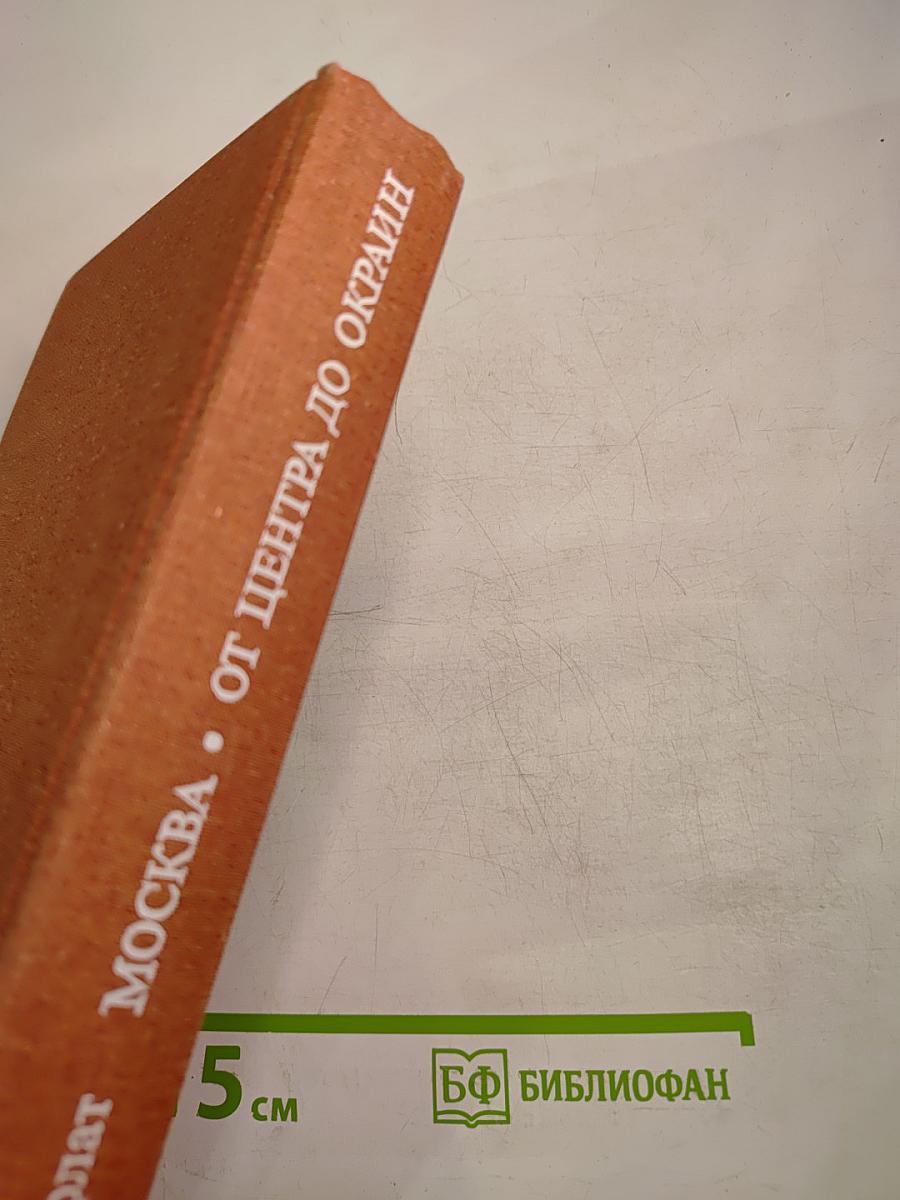 МОСКВА • ОТ ЦЕНТРА ДО ОКРАИН
5 см
БФ БИБЛИОФАН